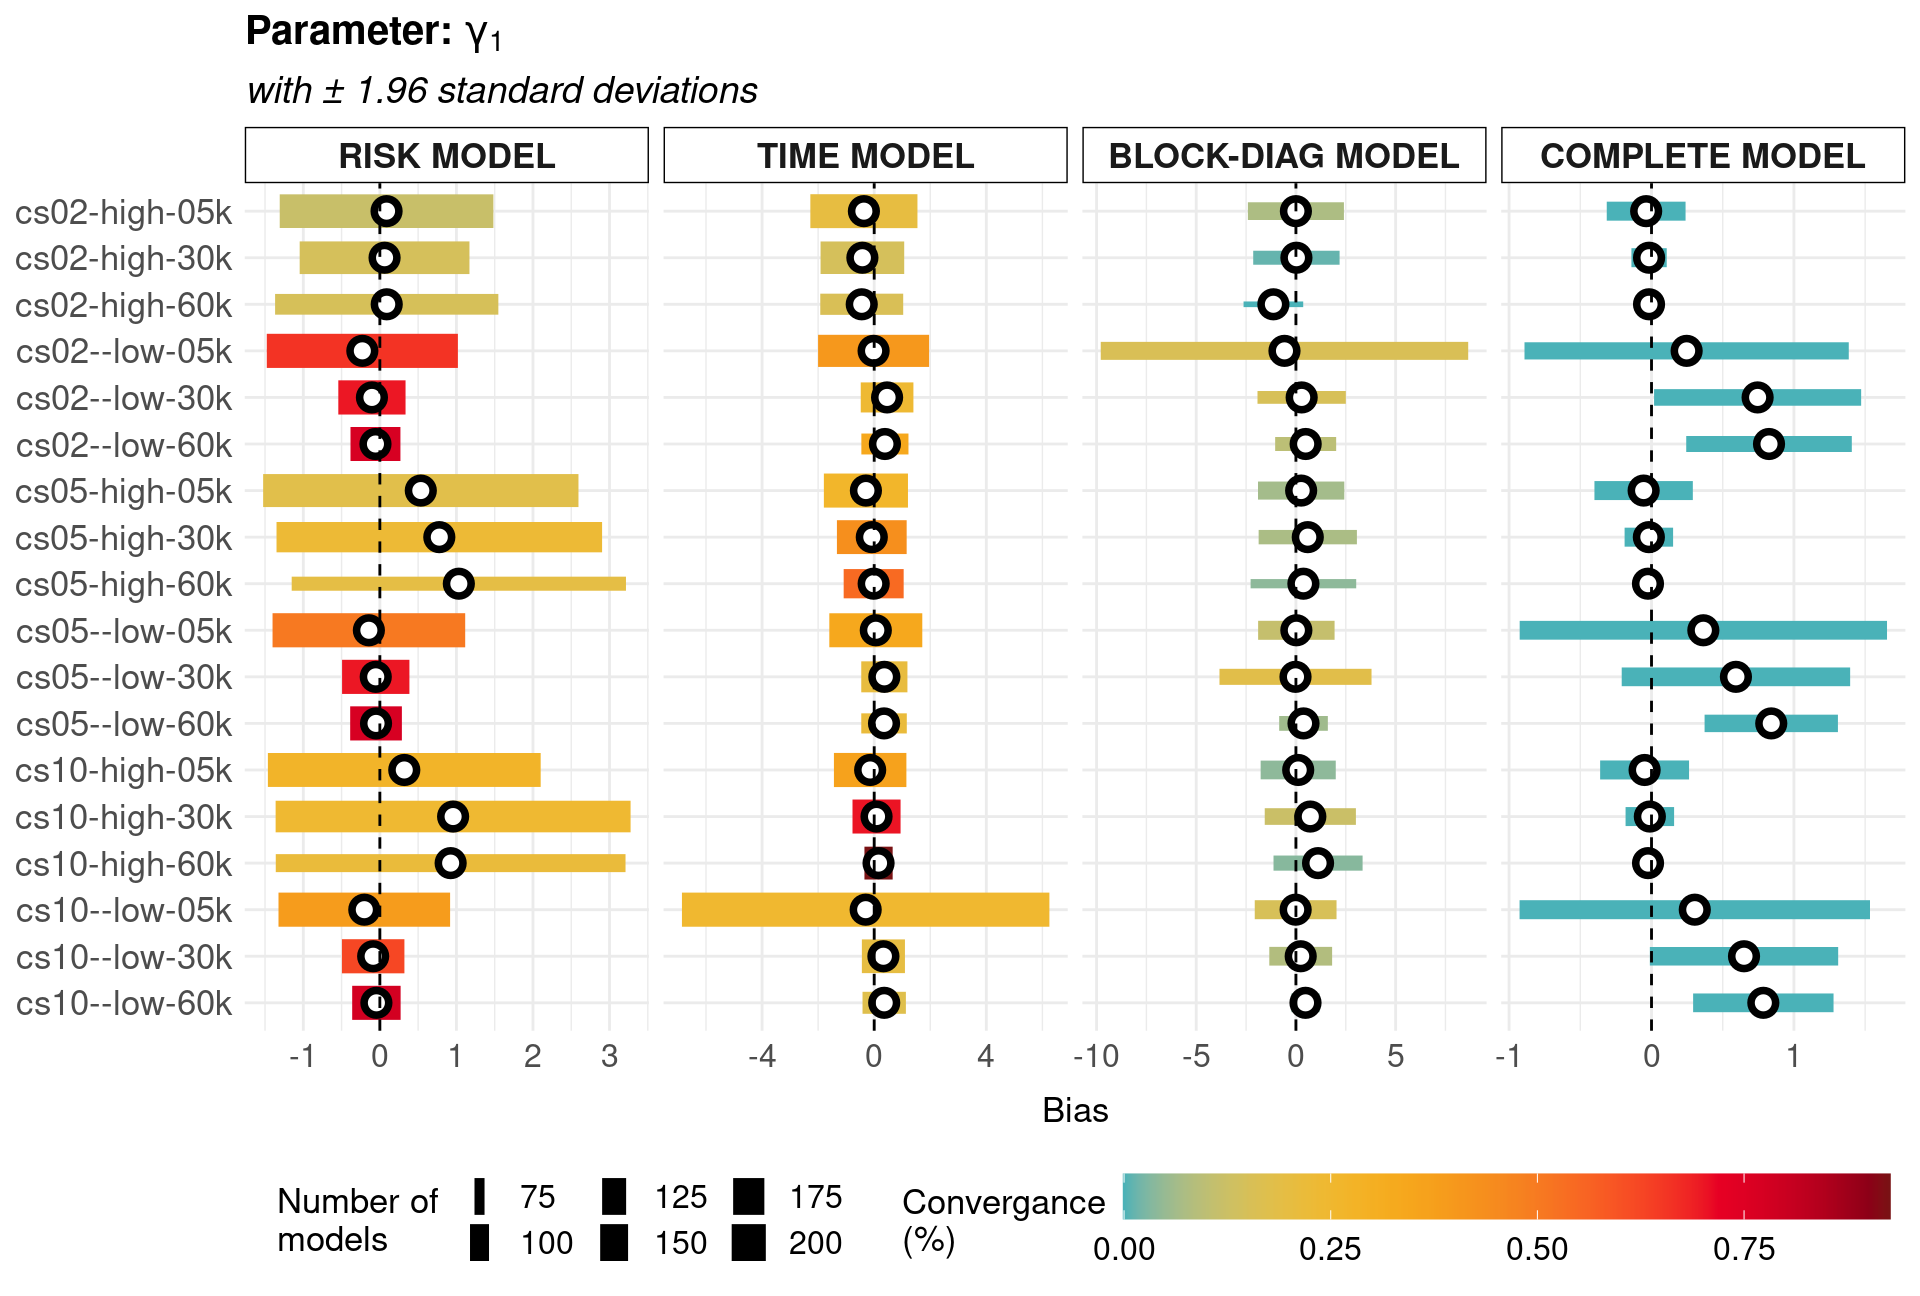 Parameter: γ1
with ± 1.96 standard deviations
RISK MODEL TIME MODEL BLOCK-DIAG MODEL COMPLETE MODEL
cs02-high-05k
cs02-high-30k
cs02-high-60k
cs02--low-05k
cs02--low-30k
cs02--low-60k
cs05-high-05k
cs05-high-30k
cs05-high-60k
cs05--low-05k
cs05--low-30k
cs05--low-60k
cs10-high-05k
cs10-high-30k
cs10-high-60k
cs10--low-05k
cs10--low-30k
cs10--low-60k
-1 0 1 2 3 -4 0 4 -10 -5 0 5 -1 0 1
Bias
Number of models
75 125 175
100 150 200
Convergance (%)
0.00 0.25 0.50 0.75